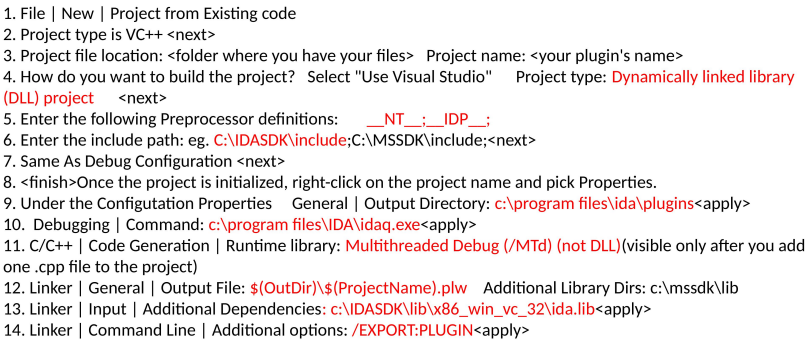 1. File | New | Project from Existing code
2. Project type is VC++ <next>
3. Project file location: <folder where you have your files>   Project name: <your plugin's name>
4. How do you want to build the project?   Select "Use Visual Studio"      Project type: Dynamically linked library
(DLL) project      <next>
5. Enter the following Preprocessor definitions:      __NT__;__IDP__;
6. Enter the include path: eg. C:\IDASDK\include;C:\MSSDK\include;<next>
7. Same As Debug Configuration <next>
8. <finish>Once the project is initialized, right-click on the project name and pick Properties.
9. Under the Configutation Properties     General | Output Directory: c:\program files\ida\plugins<apply>
10.  Debugging | Command: c:\program files\IDA\idaq.exe<apply>
11. C/C++ | Code Generation | Runtime library: Multithreaded Debug (/MTd) (not DLL)(visible only after you add
one .cpp file to the project)
12. Linker | General | Output File: $(OutDir)\$(ProjectName).plw    Additional Library Dirs: c:\mssdk\lib
13. Linker | Input | Additional Dependencies: c:\IDASDK\lib\x86_win_vc_32\ida.lib<apply>
14. Linker | Command Line | Additional options: /EXPORT:PLUGIN<apply>